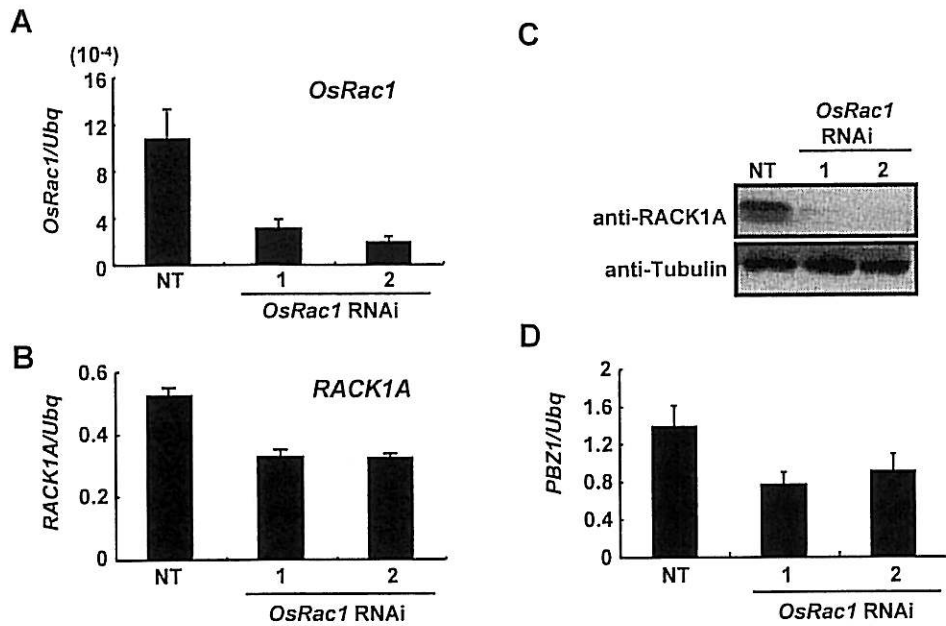 A
(10⁻⁴)
16
12
8
4
0
OsRac1/Ubq
OsRac1
NT
1
2
OsRac1 RNAi
B
0.6
0.4
0.2
0
RACK1A/Ubq
RACK1A
NT
1
2
OsRac1 RNAi
C
OsRac1
RNAi
NT
1
2
anti-RACK1A
anti-Tubulin
D
2
1.6
1.2
0.8
0.4
0
PBZ1/Ubq
NT
1
2
OsRac1 RNAi